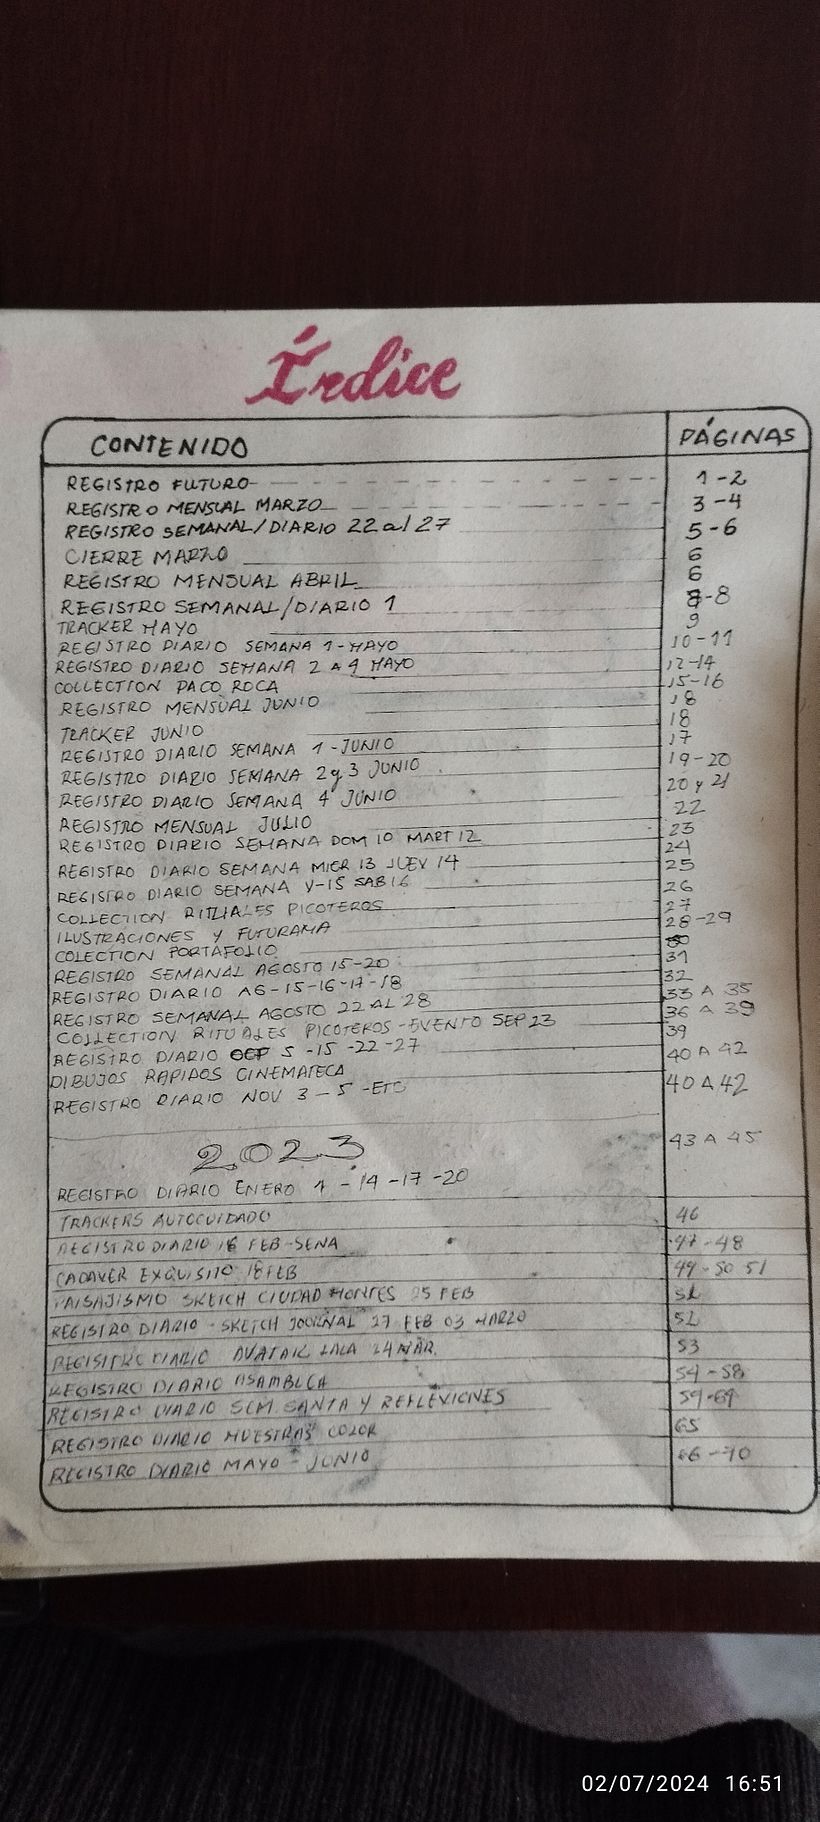 Índice
CONTENIDO PÁGINAS
REGISTRO FUTURO 1-2
REGISTRO MENSUAL MARZO 3-4
REGISTRO SEMANAL/DIARIO 22 al 27 5-6
CIERRE MARZO 6
REGISTRO MENSUAL ABRIL 6
REGISTRO SEMANAL/DIARIO 1 -8
TRACKER MAYO 9
REGISTRO DIARIO SEMANA 1-MAYO 10-11
REGISTRO DIARIO SEMANA 2 A 4 MAYO 12-14
COLLECTION PACO ROCA 15-16
REGISTRO MENSUAL JUNIO 18
TRACKER JUNIO 18
REGISTRO DIARIO SEMANA 1-JUNIO 17
REGISTRO DIARIO SEMANA 2 y 3 JUNIO 19-20
REGISTRO DIARIO SEMANA 4 JUNIO 20 y 21
REGISTRO MENSUAL JULIO 22
REGISTRO DIARIO SEMANA DOM 10 MART 12 23
REGISTRO DIARIO SEMANA MIER 13 JUEV 14 24
REGISTRO DIARIO SEMANA V-15 SAB 16 25
COLLECTION RITUALES PICOTEROS 26
ILUSTRACIONES Y FUTURAMA 27
COLECTION PORTAFOLIO 28-29
REGISTRO SEMANAL AGOSTO 15-20 30
REGISTRO DIARIO AG-15-16-17-18 31
REGISTRO SEMANAL AGOSTO 22 AL 28 32
COLLECTION RITUALES PICOTEROS-EVENTO SEP 23 33 A 35
REGISTRO DIARIO OCT 5-15-22-27 36 A 39
DIBUJOS RAPIDOS CINEMATECA 39
REGISTRO DIARIO NOV 3-5-ETC 40 A 42
40 A 42
2023
REGISTRO DIARIO ENERO 1-14-17-20 43 A 45
TRACKERS AUTOCUIDADO 46
REGISTRO DIARIO 16 FEB-SENA 47-48
CADAVER EXQUISITO 18 FEB 49-50 51
PAISAJISMO SKETCH CIUDAD MONTES 25 FEB 52
REGISTRO DIARIO - SKETCH JOURNAL 27 FEB 03 MARZO 52
REGISTRO DIARIO AVATAR LALA 24 MAR. 53
REGISTRO DIARIO ASAMBLEA 54-58
REGISTRO DIARIO SEM. SANTA Y REFLEXIONES 59-64
REGISTRO DIARIO MUESTRAS COLOR 65
REGISTRO DIARIO MAYO - JUNIO 66-70
02/07/2024 16:51